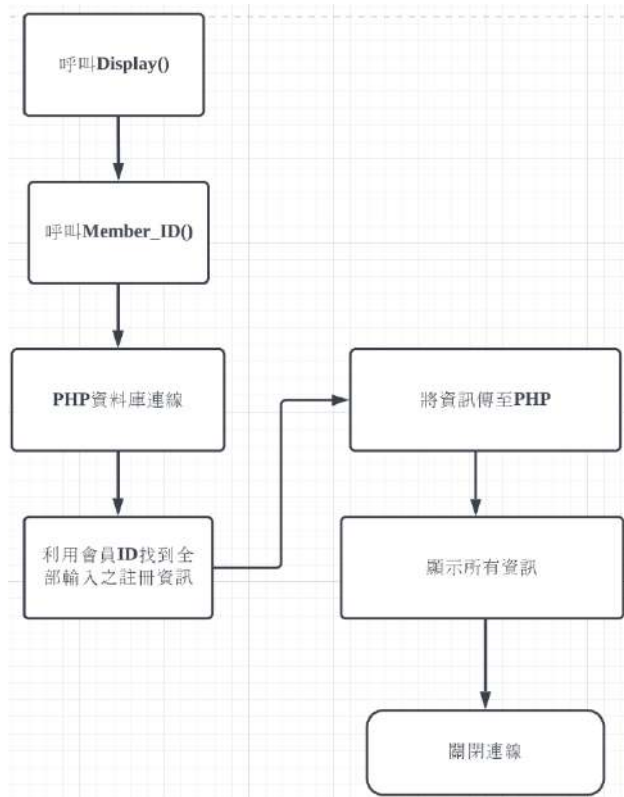 呼叫Display()
呼叫Member_ID()
PHP資料庫連線
利用會員ID找到全
部輸入之註冊資訊
將資訊傳至PHP
顯示所有資訊
關閉連線